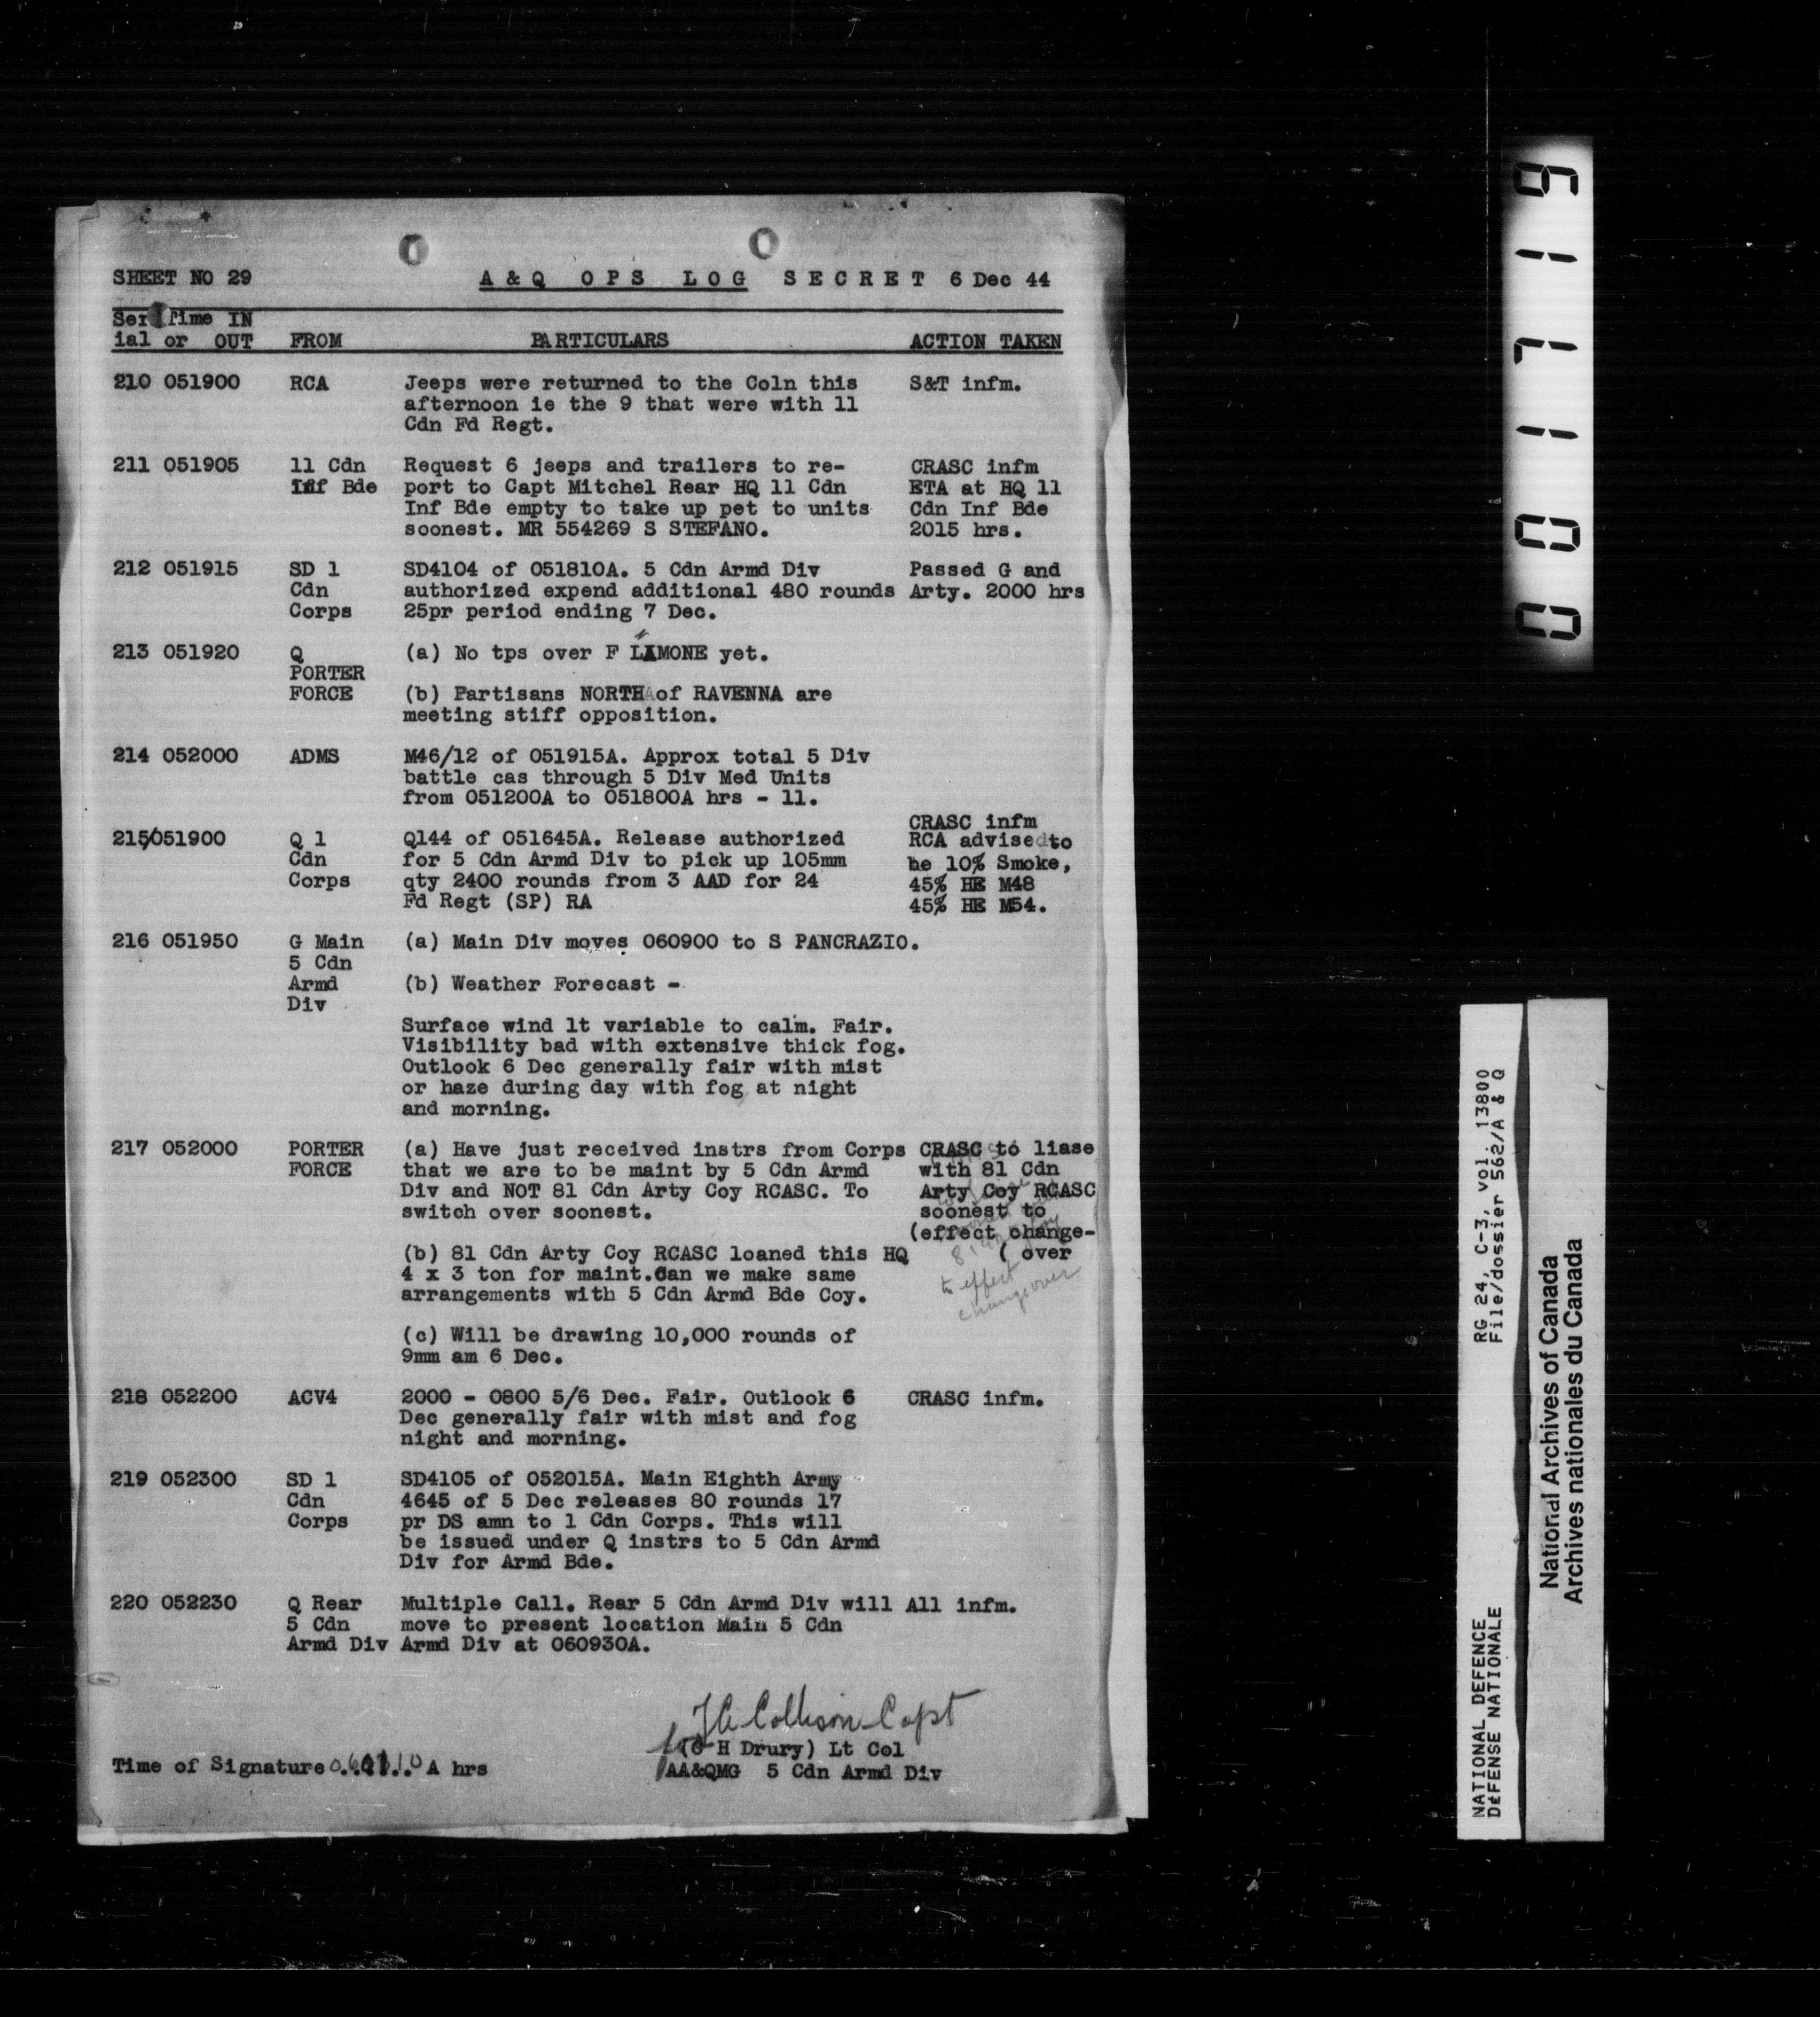 SHEET NO 29 A & Q OPS LOG SECRET 6 Dec 44
Ser Time IN
ial or OUT FROM PARTICULARS ACTION TAKEN
210 051900 RCA Jeeps were returned to the Coln this S&T infm.
afternoon ie the 9 that were with 11
Cdn Fd Regt.
211 051905 11 Cdn Request 6 jeeps and trailers to re- CRASC infm
Inf Bde port to Capt Mitchel Rear HQ 11 Cdn ETA at HQ 11
Inf Bde empty to take up pet to units Cdn Inf Bde
soonest. MR 554269 S STEFANO. 2015 hrs.
212 051915 SD 1 SD4104 of 051810A. 5 Cdn Armd Div Passed G and
Cdn authorized expend additional 480 rounds Arty. 2000 hrs
Corps 25pr period ending 7 Dec.
213 051920 Q (a) No tps over F LAMONE yet.
PORTER
FORCE (b) Partisans NORTH of RAVENNA are
meeting stiff opposition.
214 052000 ADMS M46/12 of 051915A. Approx total 5 Div
battle cas through 5 Div Med Units
from 051200A to 051800A hrs - 11.
CRASC infm
215/051900 Q 1 Q144 of 051645A. Release authorized RCA advised to
Cdn for 5 Cdn Armd Div to pick up 105mm be 10% Smoke,
Corps qty 2400 rounds from 3 AAD for 24 45% HE M48
Fd Regt (SP) RA 45% HE M54.
216 051950 G Main (a) Main Div moves 060900 to S PANCRAZIO.
5 Cdn
Armd (b) Weather Forecast -
Div
Surface wind lt variable to calm. Fair.
Visibility bad with extensive thick fog.
Outlook 6 Dec generally fair with mist
or haze during day with fog at night
and morning.
217 052000 PORTER (a) Have just received instrs from Corps CRASC to liase
FORCE that we are to be maint by 5 Cdn Armd with 81 Cdn
Div and NOT 81 Cdn Arty Coy RCASC. To Arty Coy RCASC
switch over soonest. soonest to
(effect change-
(b) 81 Cdn Arty Coy RCASC loaned this HQ ( over
4 x 3 ton for maint. Can we make same to effect
arrangements with 5 Cdn Armd Bde Coy. changeover
(c) Will be drawing 10,000 rounds of
9mm am 6 Dec.
218 052200 ACV4 2000 - 0800 5/6 Dec. Fair. Outlook 6 CRASC infm.
Dec generally fair with mist and fog
night and morning.
219 052300 SD 1 SD4105 of 052015A. Main Eighth Army
Cdn 4645 of 5 Dec releases 80 rounds 17
Corps pr DS amn to 1 Cdn Corps. This will
be issued under Q instrs to 5 Cdn Armd
Div for Armd Bde.
220 052230 Q Rear Multiple Call. Rear 5 Cdn Armd Div will All infm.
5 Cdn move to present location Main 5 Cdn
Armd Div Armd Div at 060930A.
Collison Capt
for (C H Drury) Lt Col
Time of Signature A hrs AA&QMG 5 Cdn Armd Div
001719
RG 24, C-3, vol. 13800
File/dossier 562/A & Q
NATIONAL DEFENCE
DÉFENSE NATIONALE
National Archives of Canada
Archives nationales du Canada